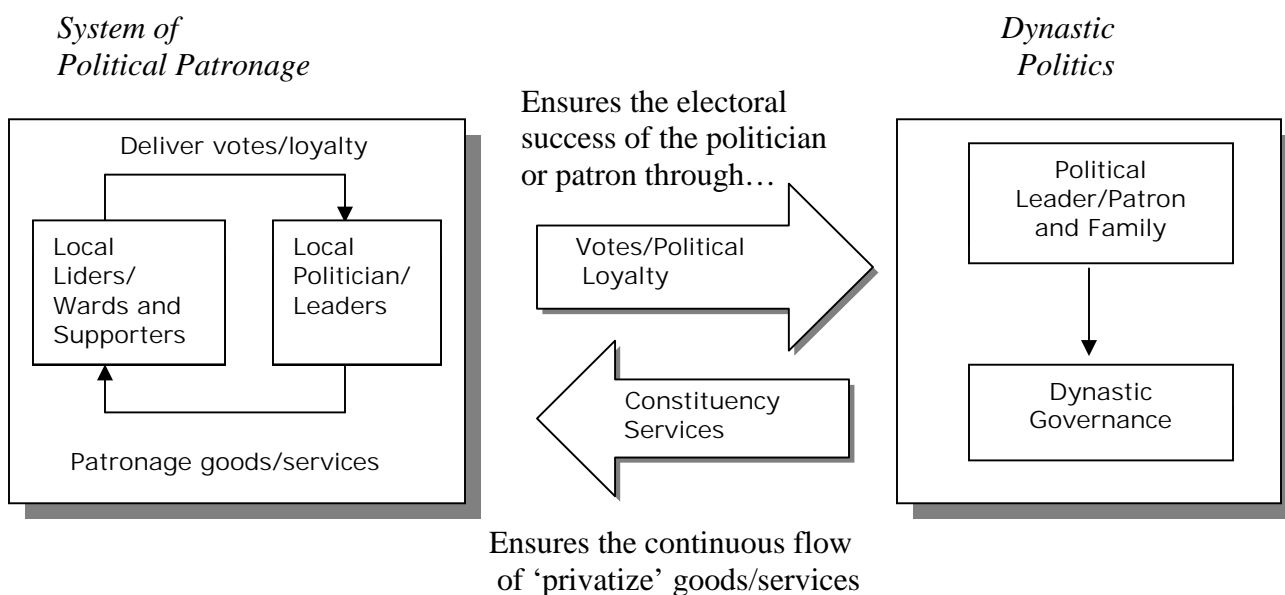 System of
Political Patronage
Deliver votes/loyalty
Local
Liders/
Wards and
Supporters
Local
Politician/
Leaders
Patronage goods/services
Ensures the electoral
success of the politician
or patron through…
Votes/Political
Loyalty
Constituency
Services
Ensures the continuous flow
of ‘privatize’ goods/services
Dynastic
Politics
Political
Leader/Patron
and Family
Dynastic
Governance